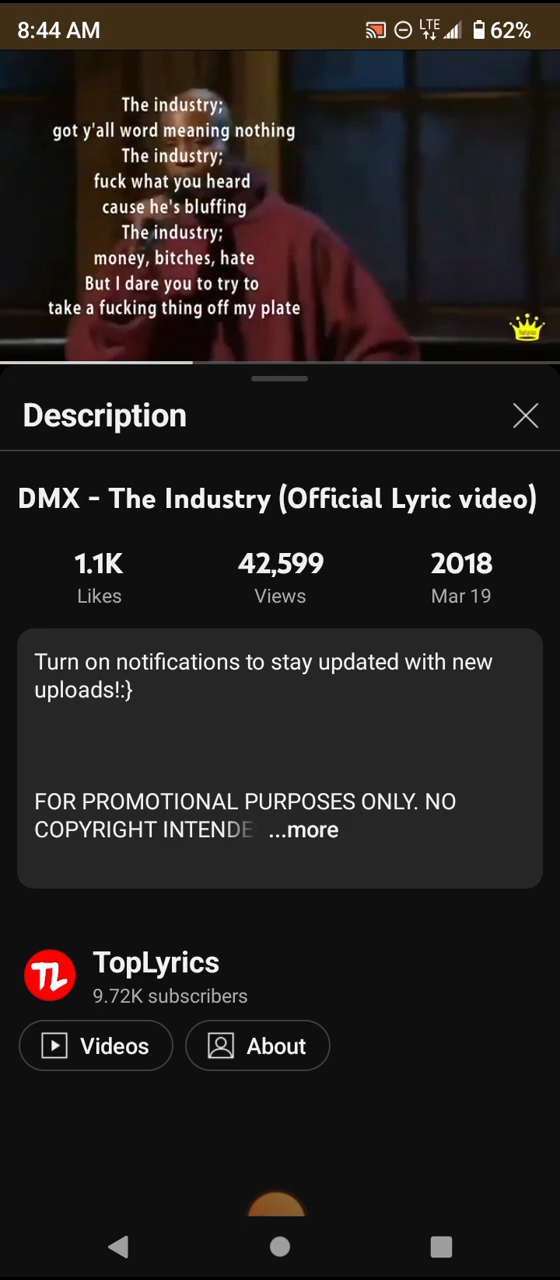 8:44 AM
LTE
62%
The industry;
got y'all word meaning nothing
The industry;
fuck what you heard
cause he's bluffing
The industry;
money, bitches, hate
But I dare you to try to
take a fucking thing off my plate
Description
DMX - The Industry (Official Lyric video)
1.1K
42,599
2018
Likes
Views
Mar 19
Turn on notifications to stay updated with new
uploads!:}
FOR PROMOTIONAL PURPOSES ONLY. NO
COPYRIGHT INTENDE ...more
TL
TopLyrics
9.72K subscribers
Videos
About